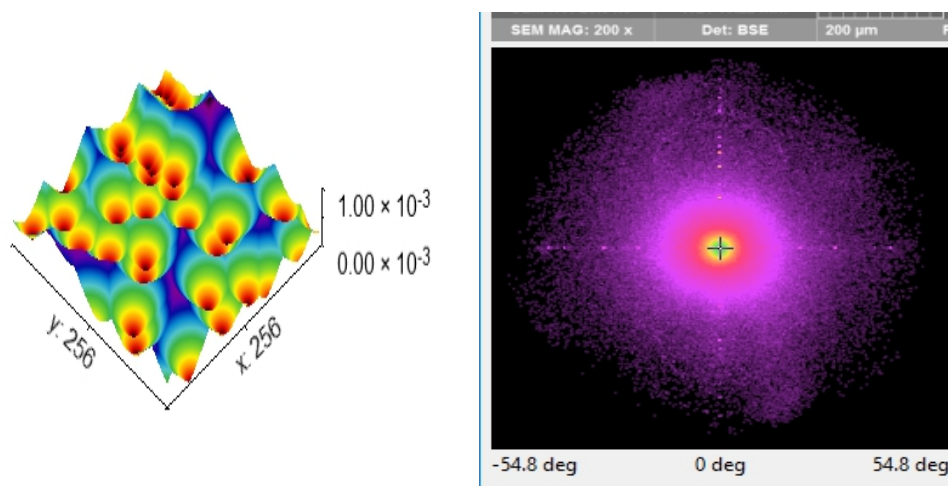 1.00 × 10-3
0.00 × 10-3
y: 256
x: 256
SEM MAG: 200 x
Det: BSE
200 µm
-54.8 deg
0 deg
54.8 deg